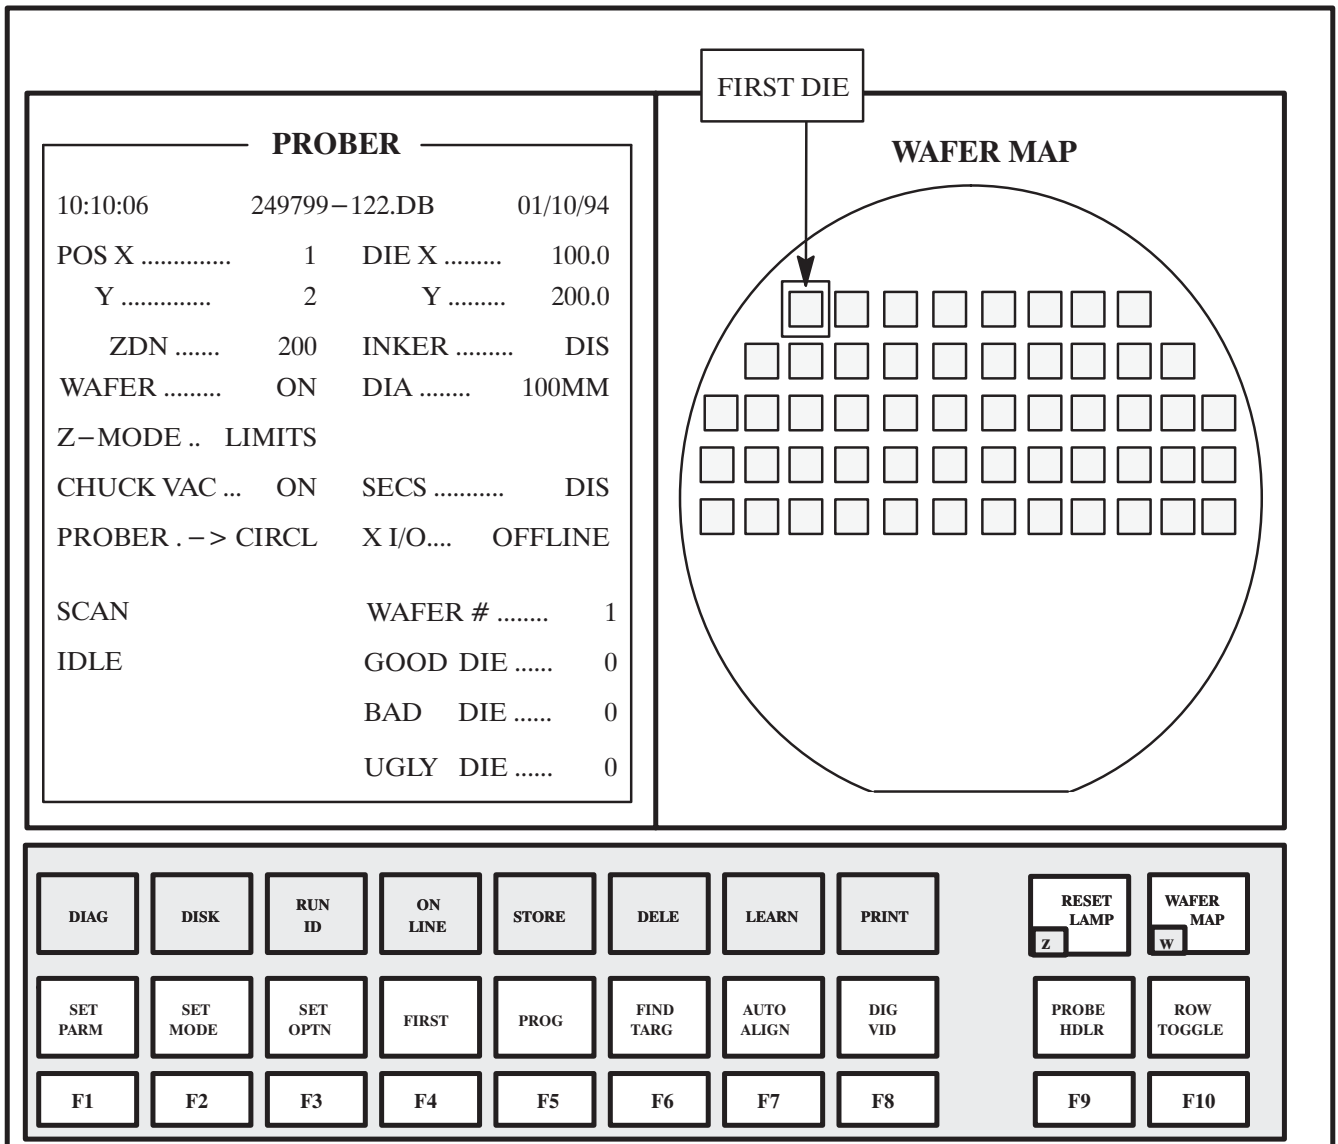 FIRST DIE
PROBER
10:10:06 249799−122.DB 01/10/94
POS X .............. 1 DIE X ......... 100.0
Y .............. 2 Y ......... 200.0
ZDN ....... 200 INKER ......... DIS
WAFER ......... ON DIA ........ 100MM
Z−MODE .. LIMITS
CHUCK VAC ... ON SECS ........... DIS
PROBER . −> CIRCL X I/O.... OFFLINE
SCAN WAFER # ........ 1
IDLE GOOD DIE ...... 0
BAD DIE ...... 0
UGLY DIE ...... 0
WAFER MAP
DIAG
DISK
RUN
ID
ON
LINE
STORE
DELE
LEARN
PRINT
RESET
LAMP
Z
WAFER
MAP
W
SET
PARM
SET
MODE
SET
OPTN
FIRST
PROG
FIND
TARG
AUTO
ALIGN
DIG
VID
PROBE
HDLR
ROW
TOGGLE
F1
F2
F3
F4
F5
F6
F7
F8
F9
F10